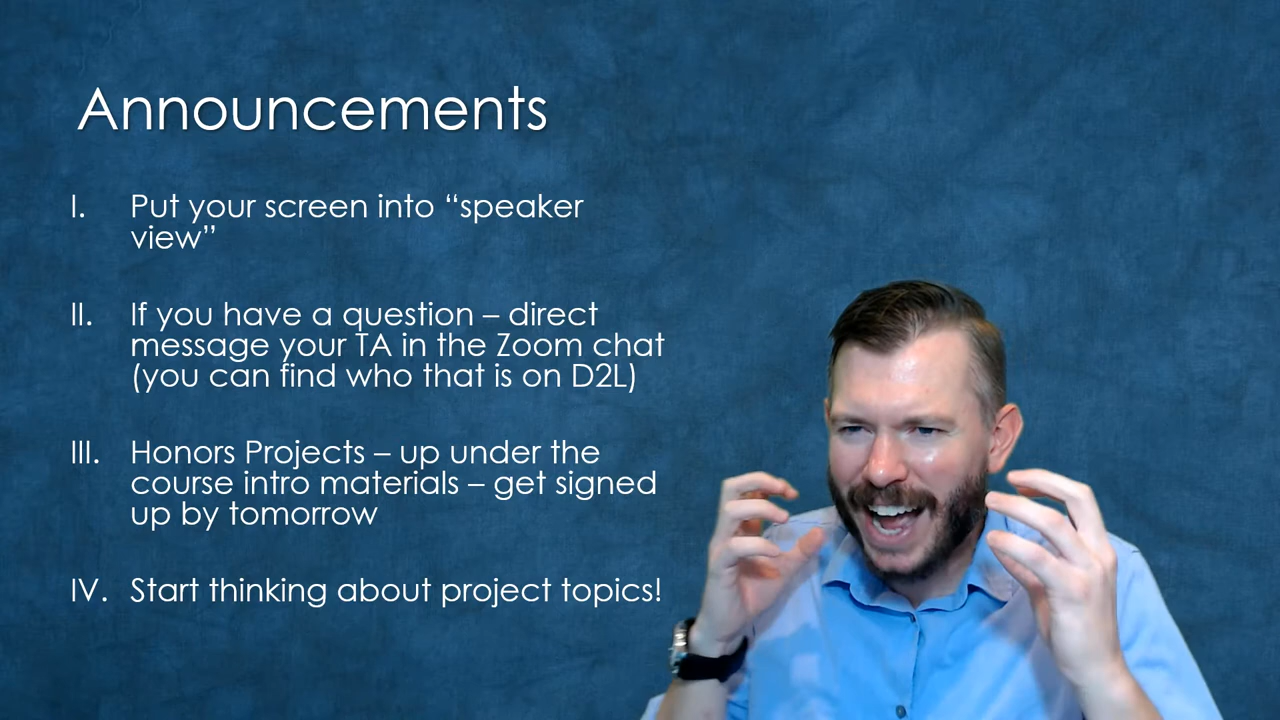 Announcements
I. Put your screen into “speaker
view”
II. If you have a question – direct
message your TA in the Zoom chat
(you can find who that is on D2L)
III. Honors Projects – up under the
course intro materials – get signed
up by tomorrow
IV. Start thinking about project topics!